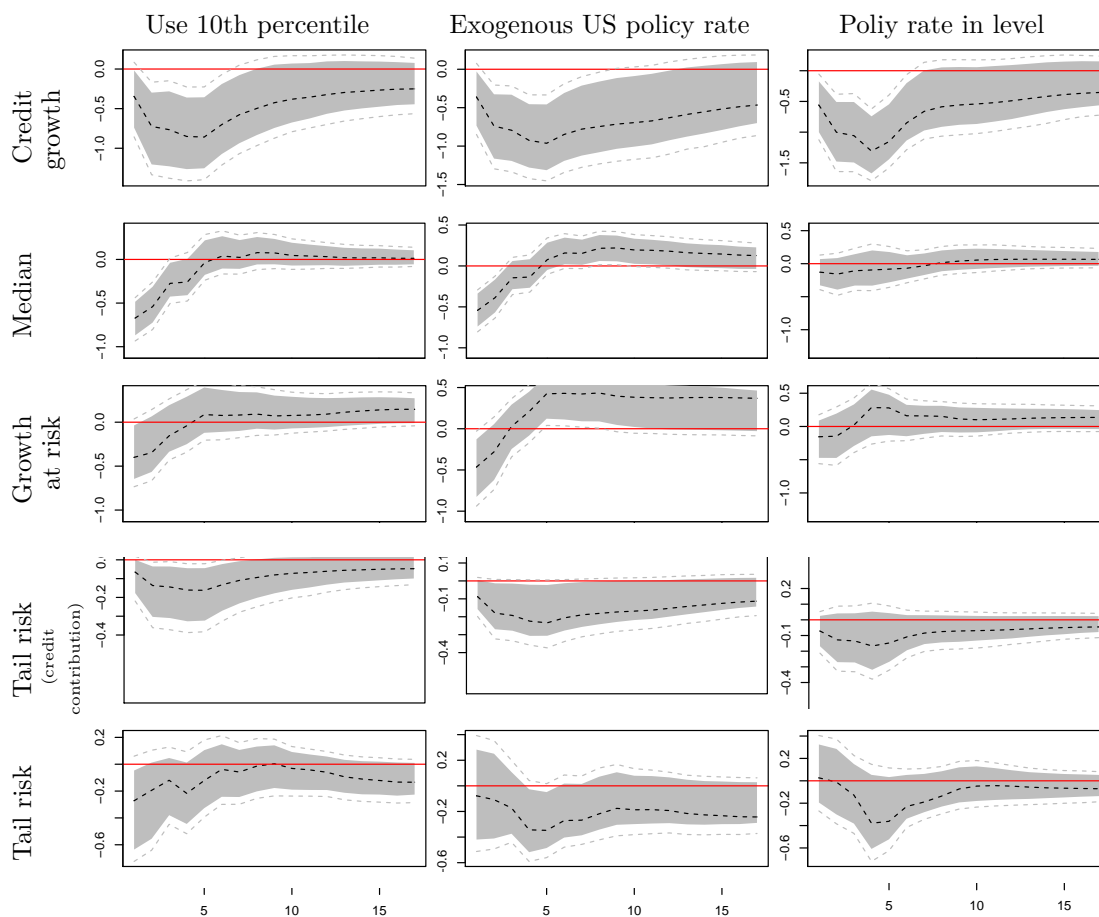 Use 10th percentile Exogenous US policy rate Poliy rate in level
Credit
growth
0.0 -0.5 -1.0
0.0 -0.5 -1.0 -1.5
0.0 -0.5 -1.5
Median
0.0 -0.5 -1.0
0.5 0.0 -0.5 -1.0
0.5 0.0 -1.0
Growth
at risk
0.0 -0.5 -1.0
0.5 0.0 -0.5 -1.0
0.5 0.0 -1.0
Tail risk
(credit
contribution)
-0.2 -0.4
0.1 -0.1 -0.4
0.2 -0.1 -0.4
Tail risk
0.2 -0.2 -0.6
0.4 0.0 -0.2 -0.6
0.4 0.0 -0.2 -0.6
5 10 15 5 10 15 5 10 15